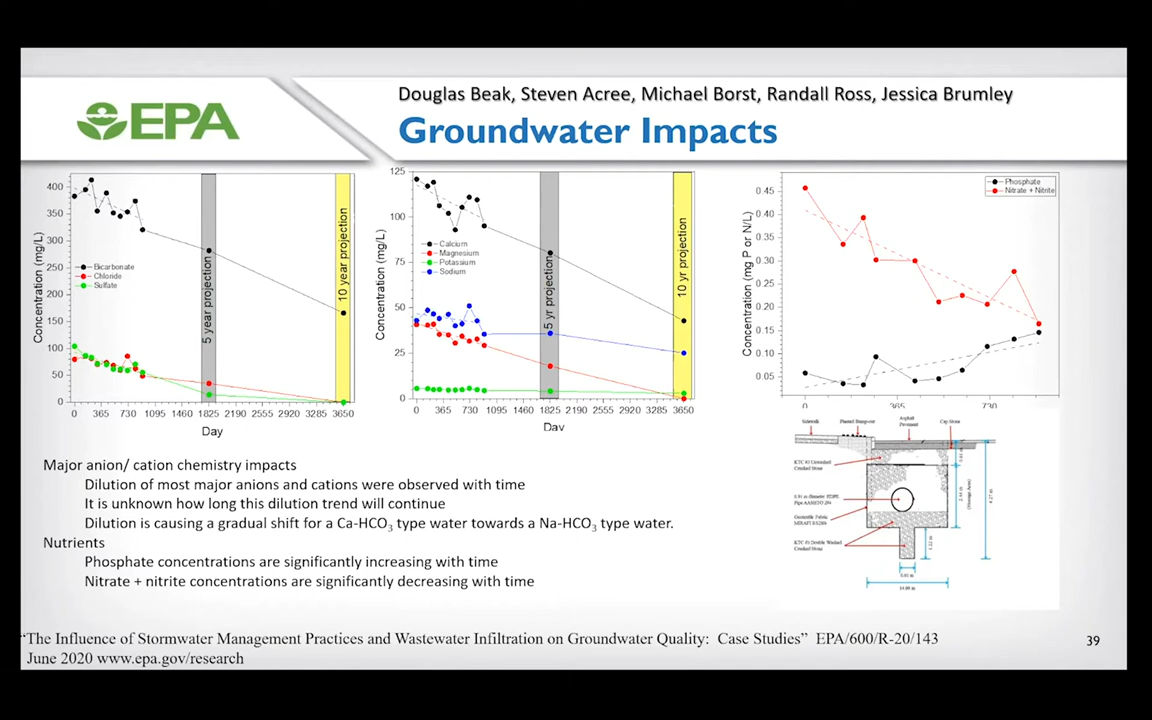 Douglas Beak, Steven Acree, Michael Borst, Randall Ross, Jessica Brumley
EPA
Groundwater Impacts
400
350
300
250
200
150
100
50
0
Concentration (mg/L)
Bicarbonate
Chloride
Sulfate
5 year projection
10 year projection
0 365 730 1095 1460 1825 2190 2555 2920 3285 3650
Day
125
100
75
50
25
0
Concentration (mg/L)
Calcium
Magnesium
Potassium
Sodium
5 yr projection
10 yr projection
0 365 730 1095 1460 1825 2190 2555 2920 3285 3650
Day
Phosphate
Nitrate + Nitrite
0.45
0.40
0.35
0.30
0.25
0.20
0.15
0.10
0.05
Concentration (mg P or N/L)
0 365 730
Sidewalk
Asphalt
Pavement
Major anion/ cation chemistry impacts
Dilution of most major anions and cations were observed with time
It is unknown how long this dilution trend will continue
Dilution is causing a gradual shift for a Ca-HCO3 type water towards a Na-HCO3 type water.
Nutrients
Phosphate concentrations are significantly increasing with time
Nitrate + nitrite concentrations are significantly decreasing with time
"The Influence of Stormwater Management Practices and Wastewater Infiltration on Groundwater Quality: Case Studies" EPA/600/R-20/143
June 2020 www.epa.gov/research
39